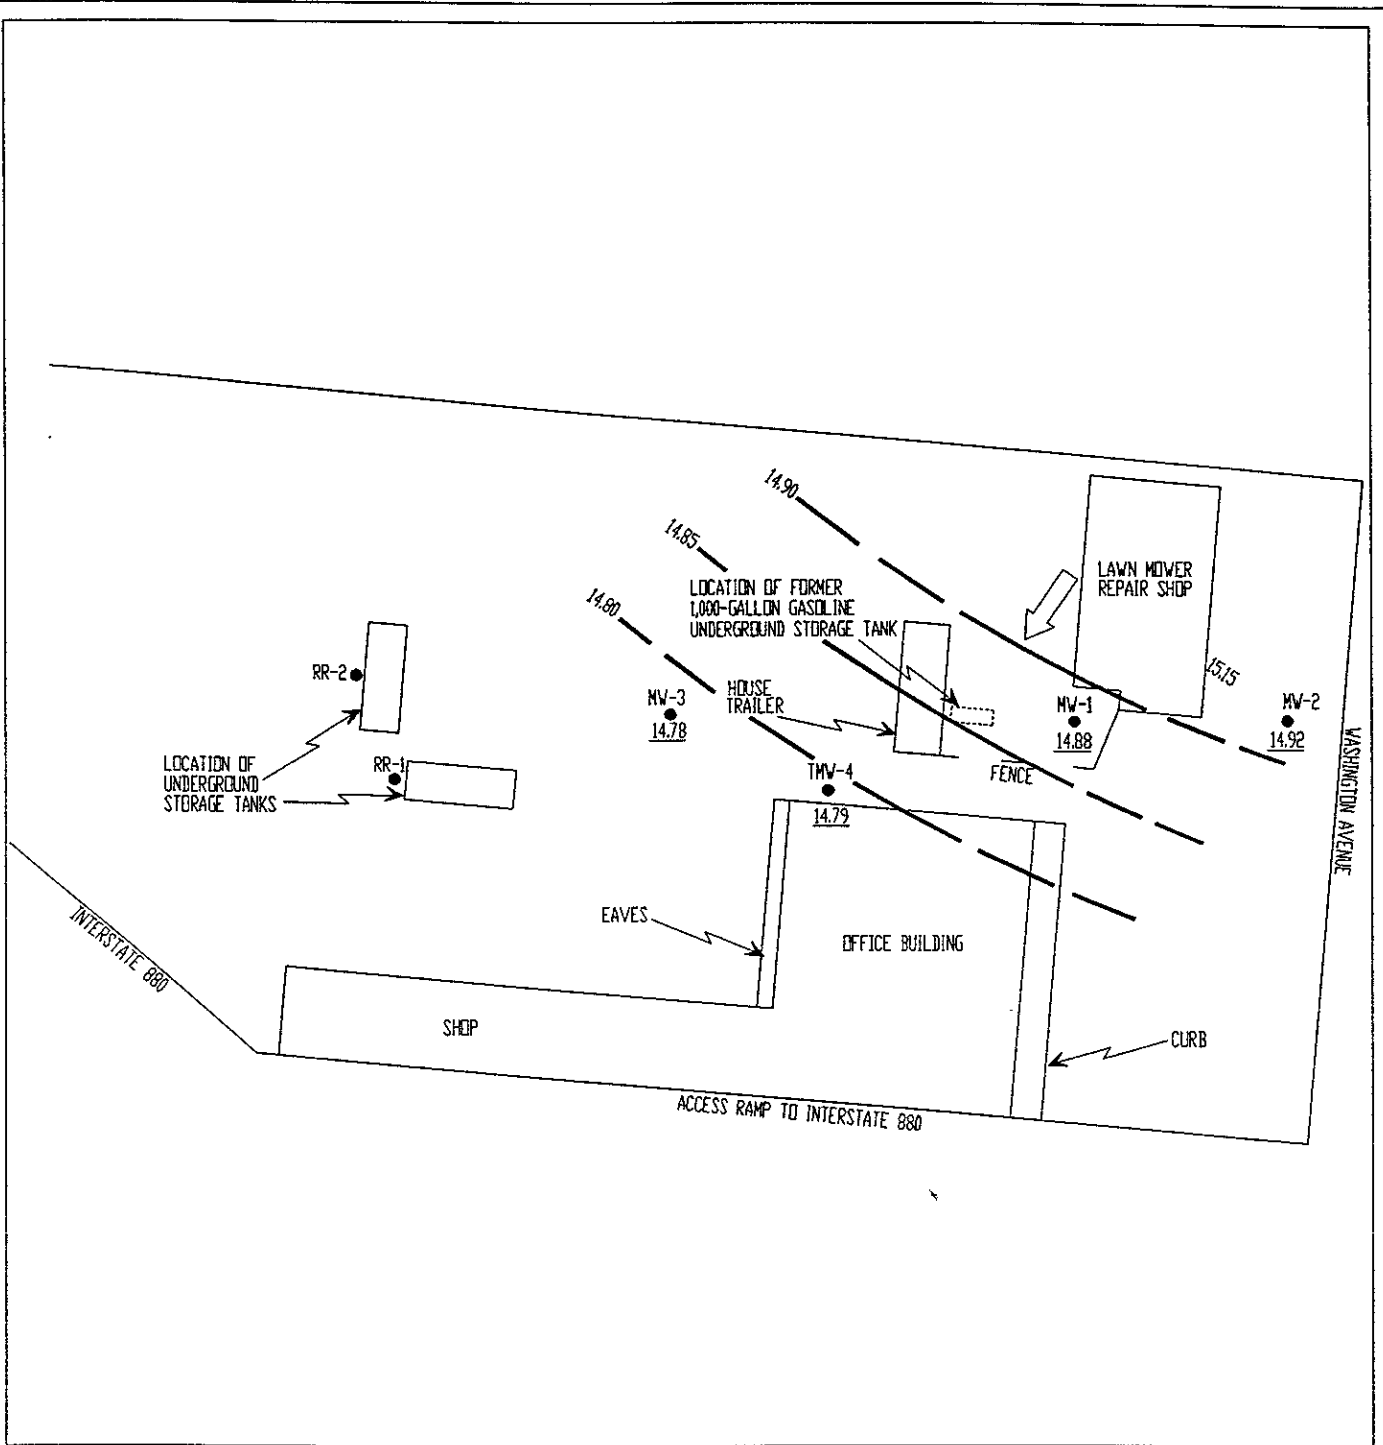 14.90
14.85
14.80
LOCATION OF FORMER
1,000-GALLON GASOLINE
UNDERGROUND STORAGE TANK
LAWN MOWER
REPAIR SHOP
15.15
RR-2
MW-3
14.78
HOUSE
TRAILER
MW-1
14.88
MW-2
14.92
WASHINGTON AVENUE
LOCATION OF
UNDERGROUND
STORAGE TANKS
RR-1
TMW-4
14.79
FENCE
EAVES
OFFICE BUILDING
INTERSTATE 880
SHOP
CURB
ACCESS RAMP TO INTERSTATE 880